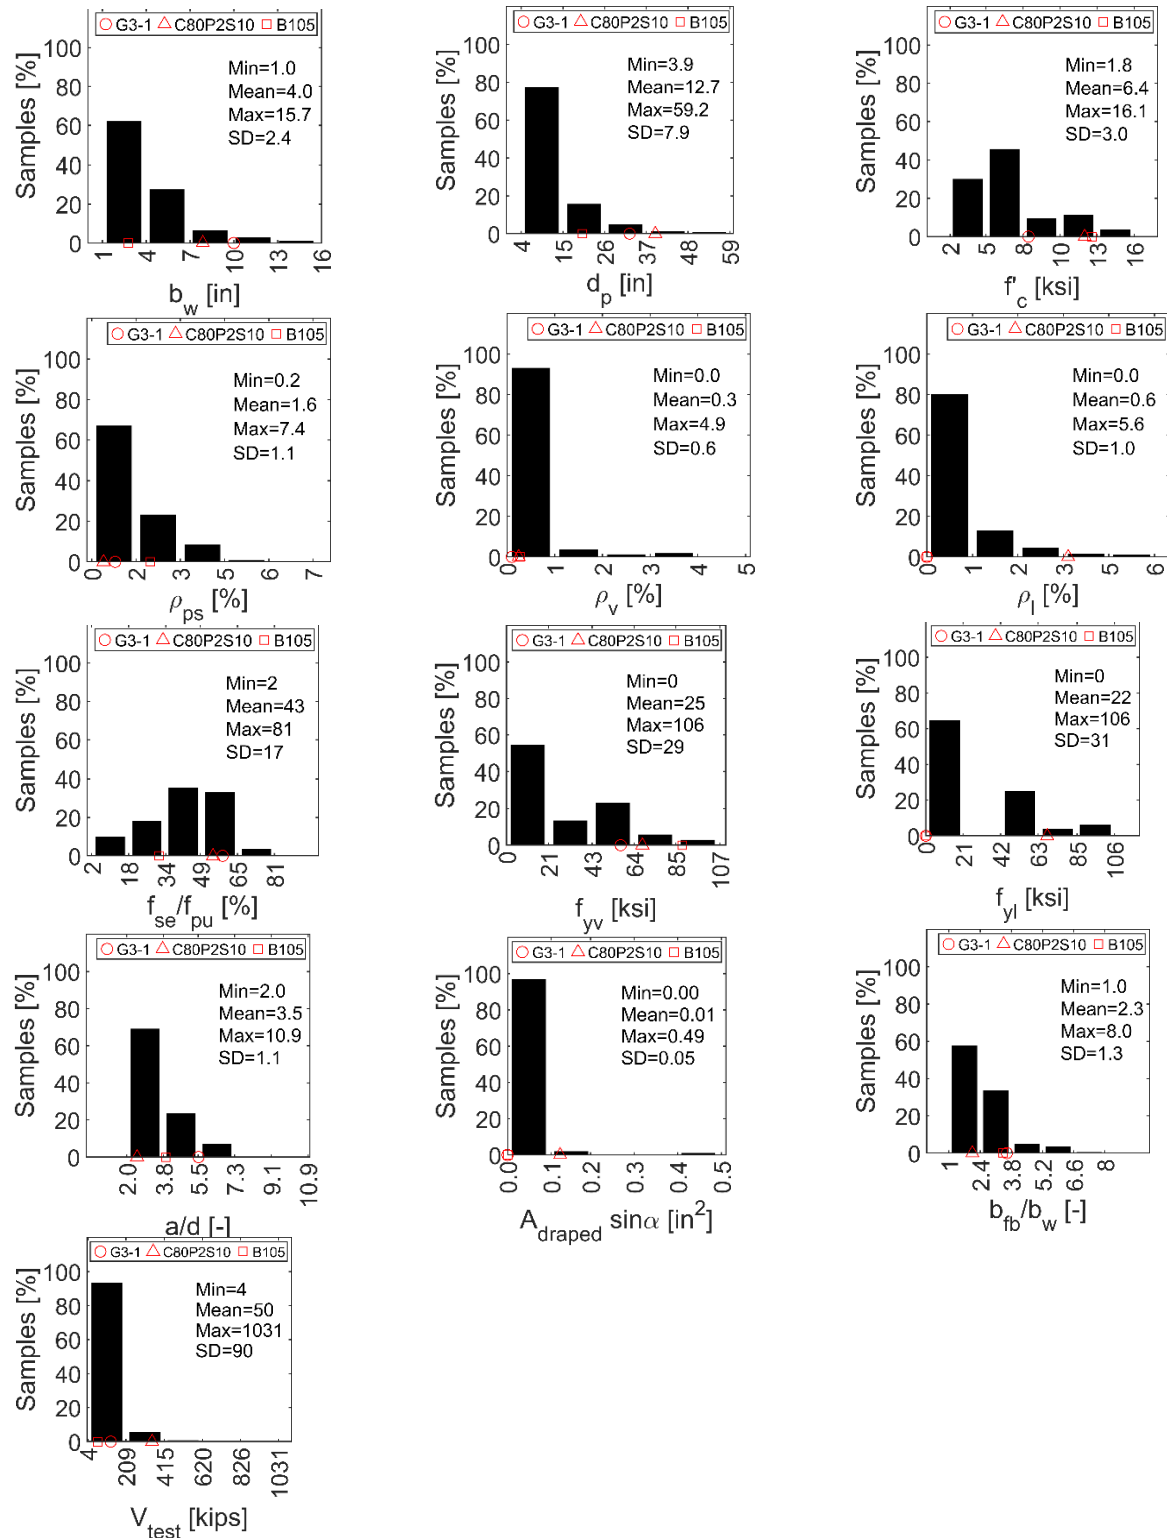 G3-1 C80P2S10 B105
Samples [%]
100
80
60
40
20
0
Min=1.0
Mean=4.0
Max=15.7
SD=2.4
1 4 7 10 13 16
b_w [in]
G3-1 C80P2S10 B105
Samples [%]
100
80
60
40
20
0
Min=3.9
Mean=12.7
Max=59.2
SD=7.9
4 15 26 37 48 59
d_p [in]
G3-1 C80P2S10 B105
Samples [%]
100
80
60
40
20
0
Min=1.8
Mean=6.4
Max=16.1
SD=3.0
2 5 8 10 13 16
f'_c [ksi]
G3-1 C80P2S10 B105
Samples [%]
100
80
60
40
20
0
Min=0.2
Mean=1.6
Max=7.4
SD=1.1
0 2 3 4 6 7
ρ_ps [%]
G3-1 C80P2S10 B105
Samples [%]
100
80
60
40
20
0
Min=0.0
Mean=0.3
Max=4.9
SD=0.6
0 1 2 3 4 5
ρ_v [%]
G3-1 C80P2S10 B105
Samples [%]
100
80
60
40
20
0
Min=0.0
Mean=0.6
Max=5.6
SD=1.0
0 1 2 3 5 6
ρ_l [%]
G3-1 C80P2S10 B105
Samples [%]
100
80
60
40
20
0
Min=2
Mean=43
Max=81
SD=17
2 18 34 49 65 81
f_se/f_pu [%]
G3-1 C80P2S10 B105
Samples [%]
100
80
60
40
20
0
Min=0
Mean=25
Max=106
SD=29
0 21 43 64 85 107
f_yv [ksi]
G3-1 C80P2S10 B105
Samples [%]
100
80
60
40
20
0
Min=0
Mean=22
Max=106
SD=31
0 21 42 63 85 106
f_yl [ksi]
G3-1 C80P2S10 B105
Samples [%]
100
80
60
40
20
0
Min=2.0
Mean=3.5
Max=10.9
SD=1.1
2.0 3.8 5.5 7.3 9.1 10.9
a/d [-]
G3-1 C80P2S10 B105
Samples [%]
100
80
60
40
20
0
Min=0.00
Mean=0.01
Max=0.49
SD=0.05
0.0 0.1 0.2 0.3 0.4 0.5
A_draped sinα [in²]
G3-1 C80P2S10 B105
Samples [%]
100
80
60
40
20
0
Min=1.0
Mean=2.3
Max=8.0
SD=1.3
1 2.4 3.8 5.2 6.6 8
b_fb/b_w [-]
G3-1 C80P2S10 B105
Samples [%]
100
80
60
40
20
0
Min=4
Mean=50
Max=1031
SD=90
4 209 415 620 826 1031
V_test [kips]